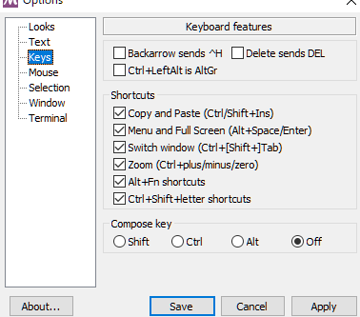 Options
Looks
Text
Keys
Mouse
Selection
Window
Terminal
Keyboard features
Backarrow sends ^H Delete sends DEL
Ctrl+LeftAlt is AltGr
Shortcuts
Copy and Paste (Ctrl/Shift+Ins)
Menu and Full Screen (Alt+Space/Enter)
Switch window (Ctrl+[Shift+]Tab)
Zoom (Ctrl+plus/minus/zero)
Alt+Fn shortcuts
Ctrl+Shift+letter shortcuts
Compose key
Shift Ctrl Alt Off
About... Save Cancel Apply